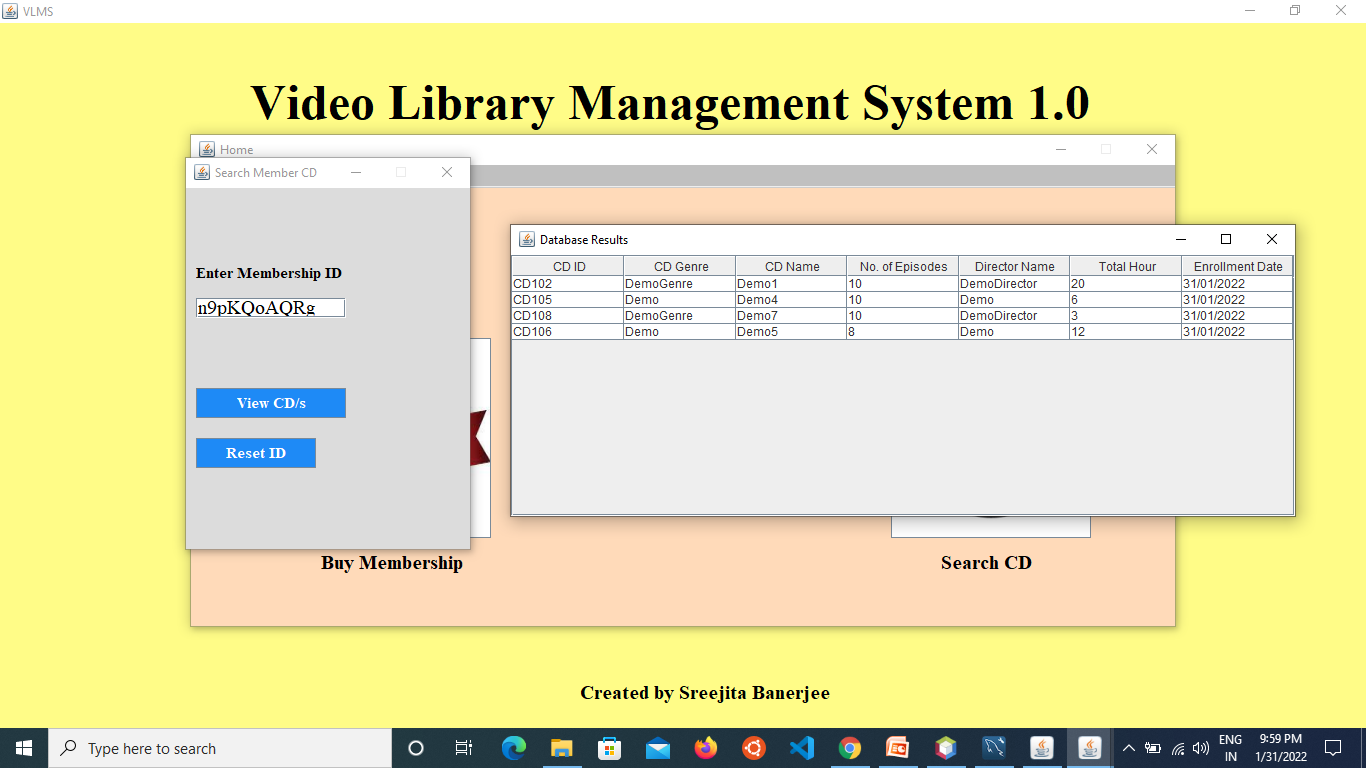 VLMS
Video Library Management System 1.0
Home
Search Member CD
Enter Membership ID
n9pKQoAQRg
View CD/s
Reset ID
Database Results
CD ID CD Genre CD Name No. of Episodes Director Name Total Hour Enrollment Date
CD102 DemoGenre Demo1 10 DemoDirector 20 31/01/2022
CD105 Demo Demo4 10 Demo 6 31/01/2022
CD108 DemoGenre Demo7 10 DemoDirector 3 31/01/2022
CD106 Demo Demo5 8 Demo 12 31/01/2022
Buy Membership
Search CD
Created by Sreejita Banerjee
Type here to search
ENG
IN
9:59 PM
1/31/2022